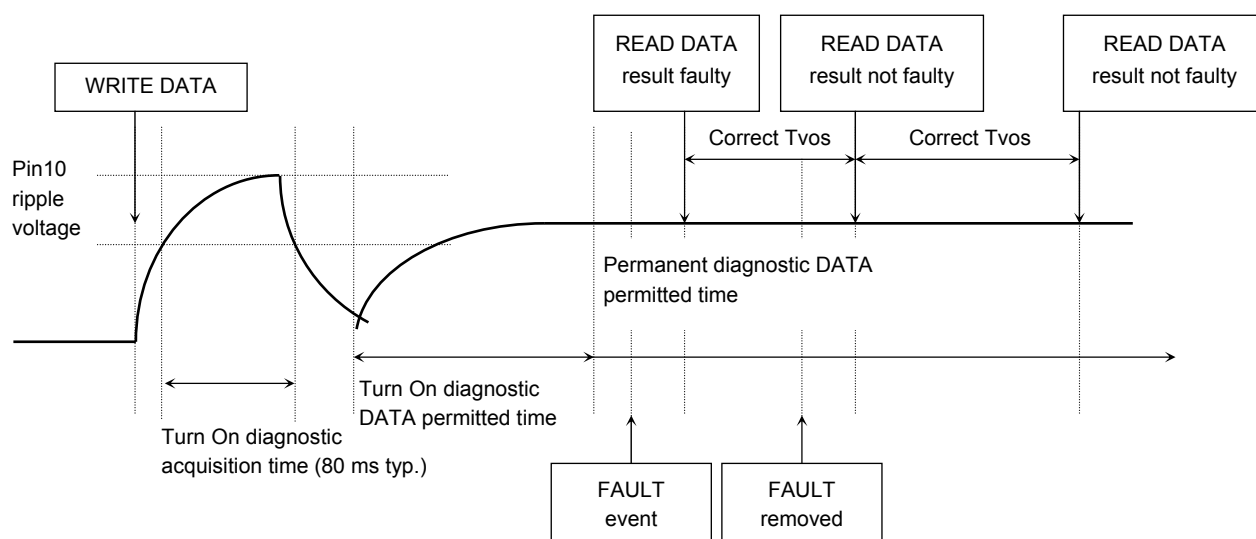 READ DATA
result faulty
READ DATA
result not faulty
READ DATA
result not faulty
WRITE DATA
Correct Tvos
Correct Tvos
Pin10
ripple
voltage
Permanent diagnostic DATA
permitted time
Turn On diagnostic
DATA permitted time
Turn On diagnostic
acquisition time (80 ms typ.)
FAULT
event
FAULT
removed